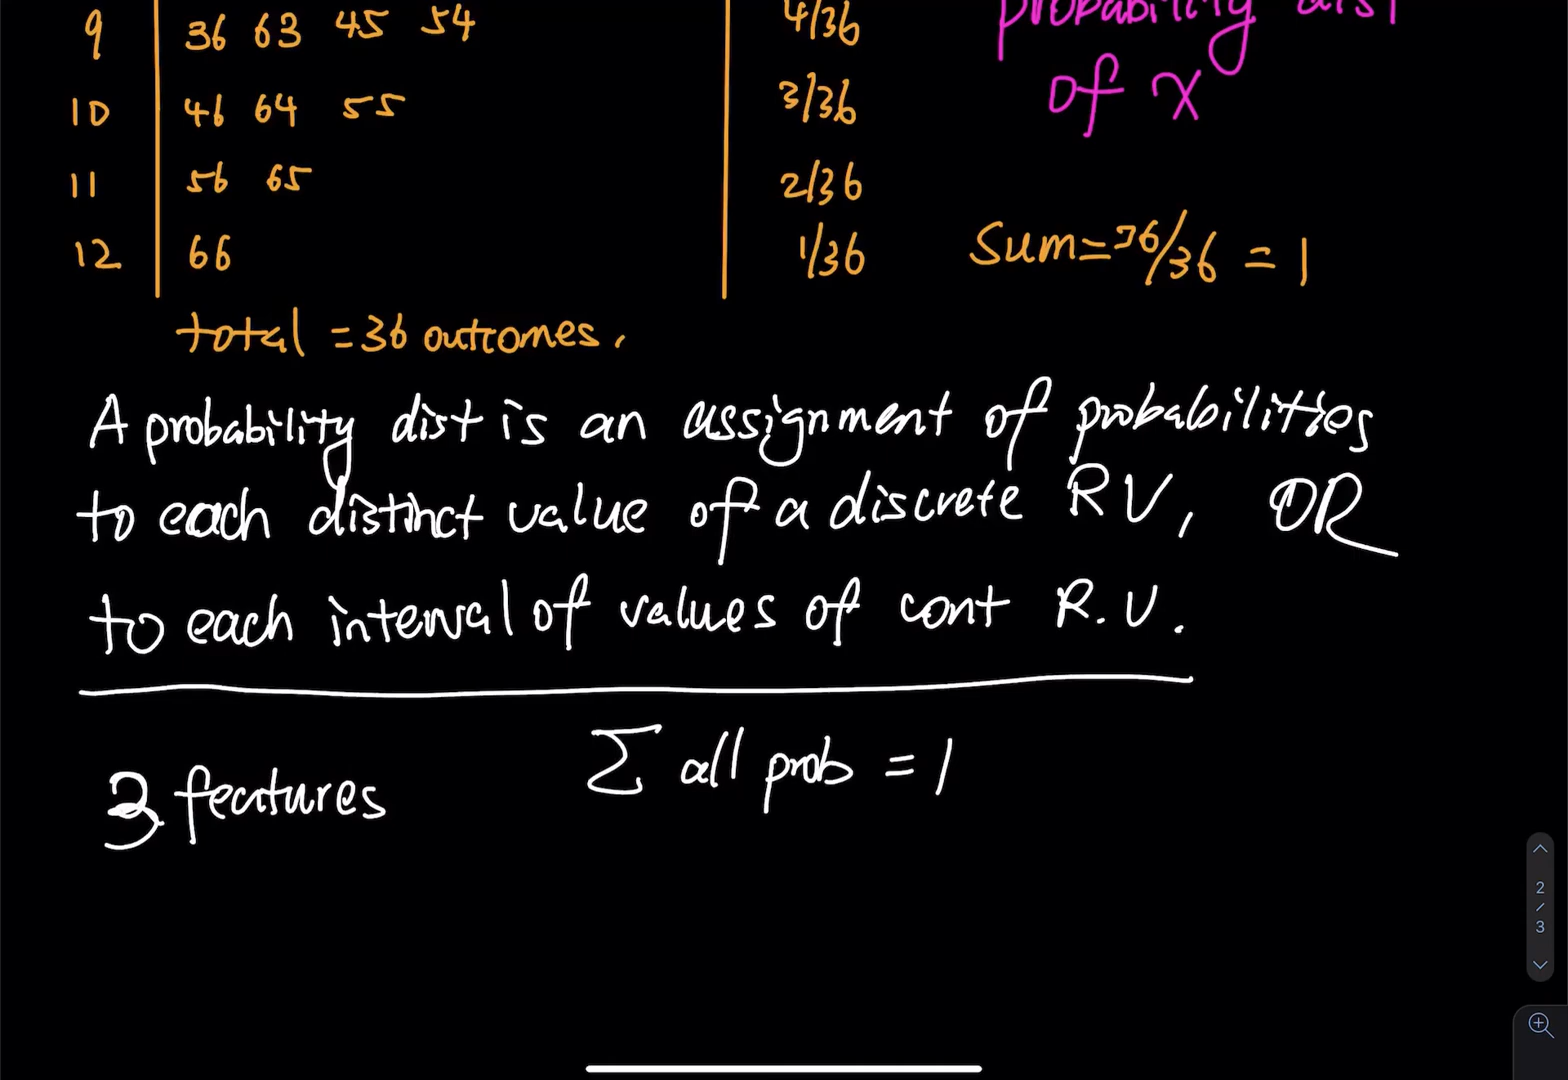 9 36 63 45 54 4/36 probability dist
10 46 64 55 3/36 of x
11 56 65 2/36
12 66 1/36 Sum=36/36 = 1
total = 36 outcomes.
A probability dist is an assignment of probabilities
to each distinct value of a discrete RV, OR
to each interval of values of cont R.V.
3 features Σ all prob = 1
2
/
3